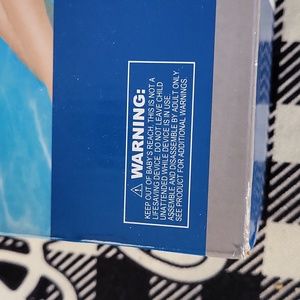 WARNING:
KEEP OUT OF BABY'S REACH. THIS IS NOT A
LIFESAVING DEVICE. DO NOT LEAVE CHILD
UNATTENDED WHILE DEVICE IS IN USE.
ASSEMBLE AND DISASSEMBLE BY ADULT ONLY.
SEE PRODUCT FOR ADDITIONAL WARNINGS.